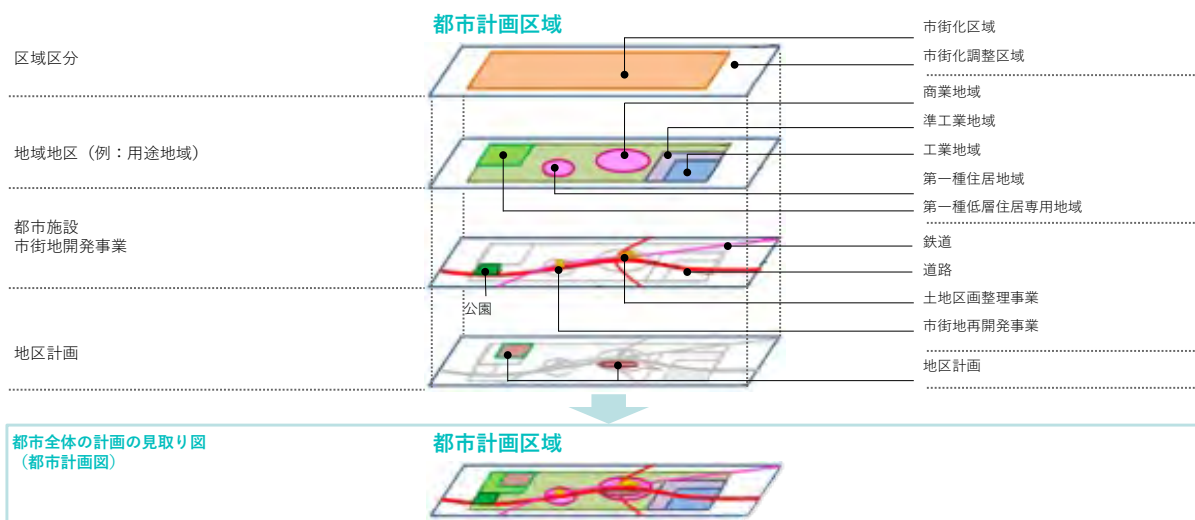 都市計画区域
区域区分
市街化区域
市街化調整区域
地域地区（例：用途地域）
商業地域
準工業地域
工業地域
第一種住居地域
第一種低層住居専用地域
都市施設
市街地開発事業
鉄道
道路
土地区画整理事業
市街地再開発事業
公園
地区計画
地区計画
都市全体の計画の見取り図
（都市計画図）
都市計画区域